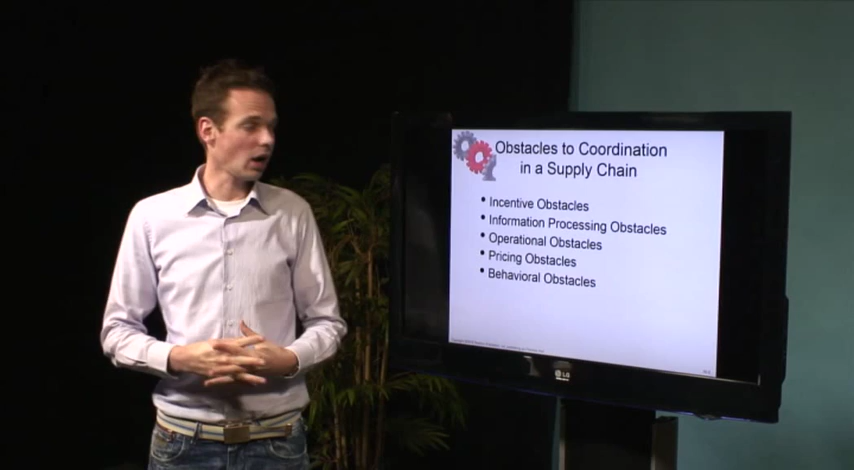 Obstacles to Coordination
in a Supply Chain
• Incentive Obstacles
• Information Processing Obstacles
• Operational Obstacles
• Pricing Obstacles
• Behavioral Obstacles
LG